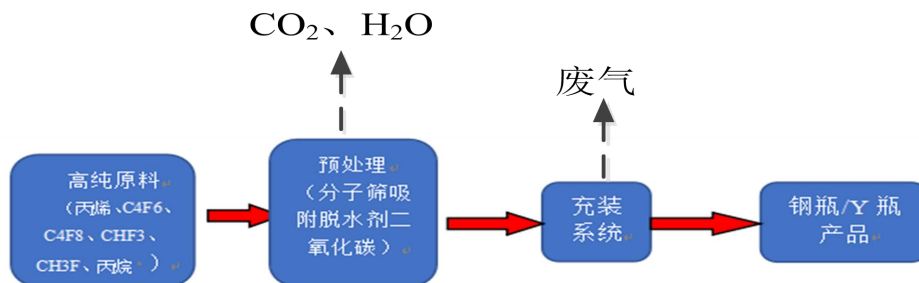 CO₂、H₂O
废气
高纯原料
（丙烯、C4F6、
C4F8、CHF3、
CH3F、丙烷）
预处理
（分子筛吸
附脱水剂二
氧化碳）
充装
系统
钢瓶/Y 瓶
产品